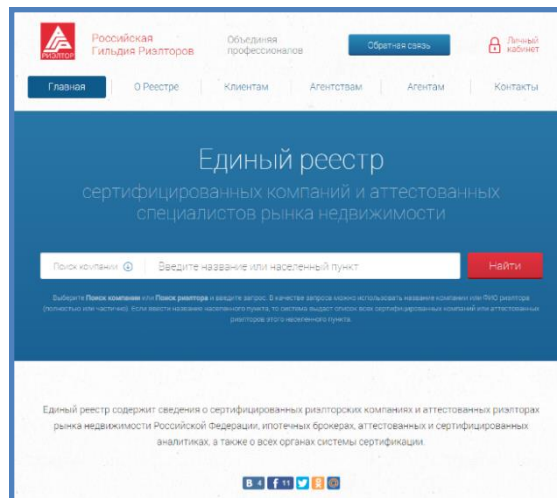 РИЭЛТОР
Российская
Гильдия Риэлторов
Объединяя
профессионалов
Обратная связь
Личный
кабинет
Главная
О Реестре
Клиентам
Агентствам
Агентам
Контакты
Единый реестр
сертифицированных компаний и аттестованных
специалистов рынка недвижимости
Поиск компании
Введите название или населенный пункт
Найти
Выберите Поиск компании или Поиск риэлтора и введите запрос. В качестве запроса можно использовать название компании или ФИО риэлтора
(полностью или частично). Если ввести название населенного пункта, то система выдаст список всех сертифицированных компаний или аттестованных
риэлторов этого населенного пункта.
Единый реестр содержит сведения о сертифицированных риэлторских компаниях и аттестованных риэлторах
рынка недвижимости Российской Федерации, ипотечных брокерах, аттестованных и сертифицированных
аналитиках, а также о всех органах системы сертификации.
В 4 f 11